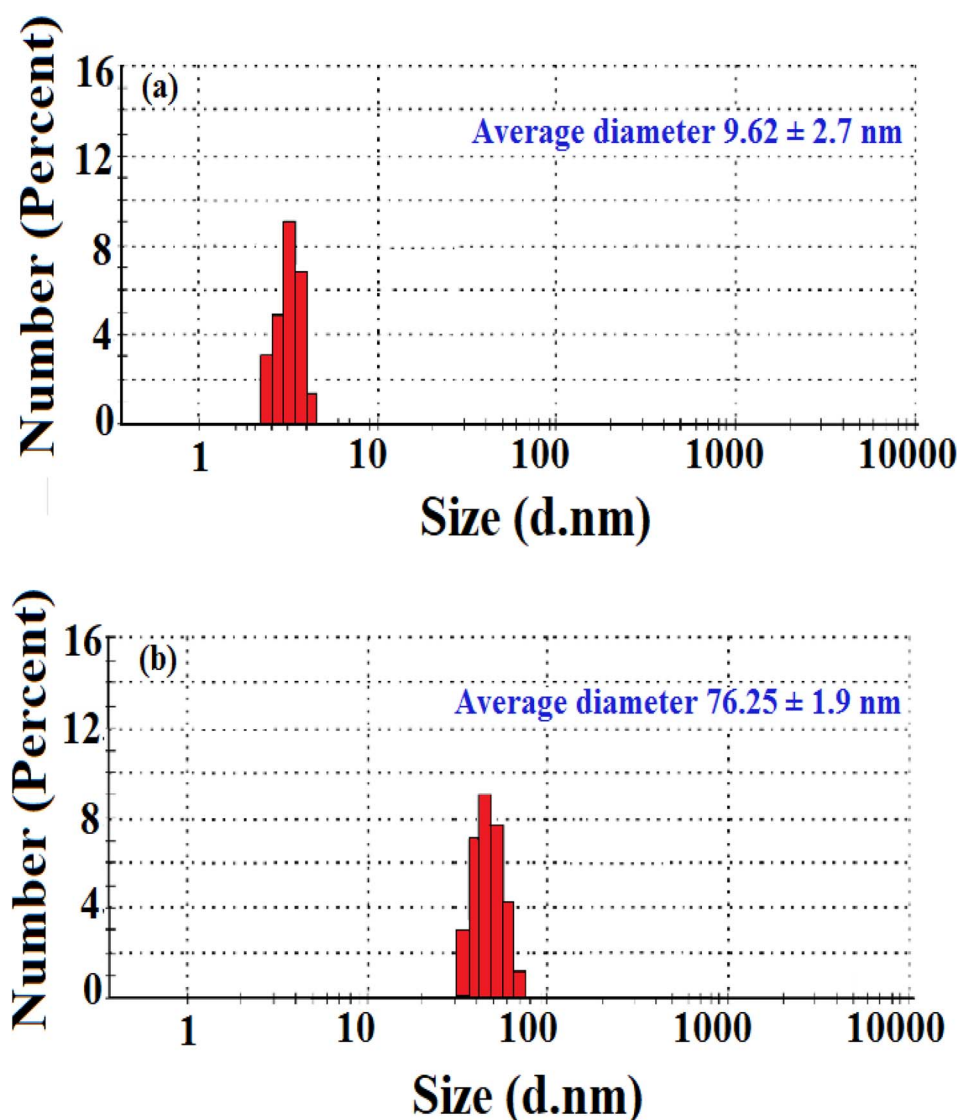 (a)
Average diameter 9.62 ± 2.7 nm
Number (Percent)
16
12
8
4
0
1 10 100 1000 10000
Size (d.nm)
(b)
Average diameter 76.25 ± 1.9 nm
Number (Percent)
16
12
8
4
0
1 10 100 1000 10000
Size (d.nm)